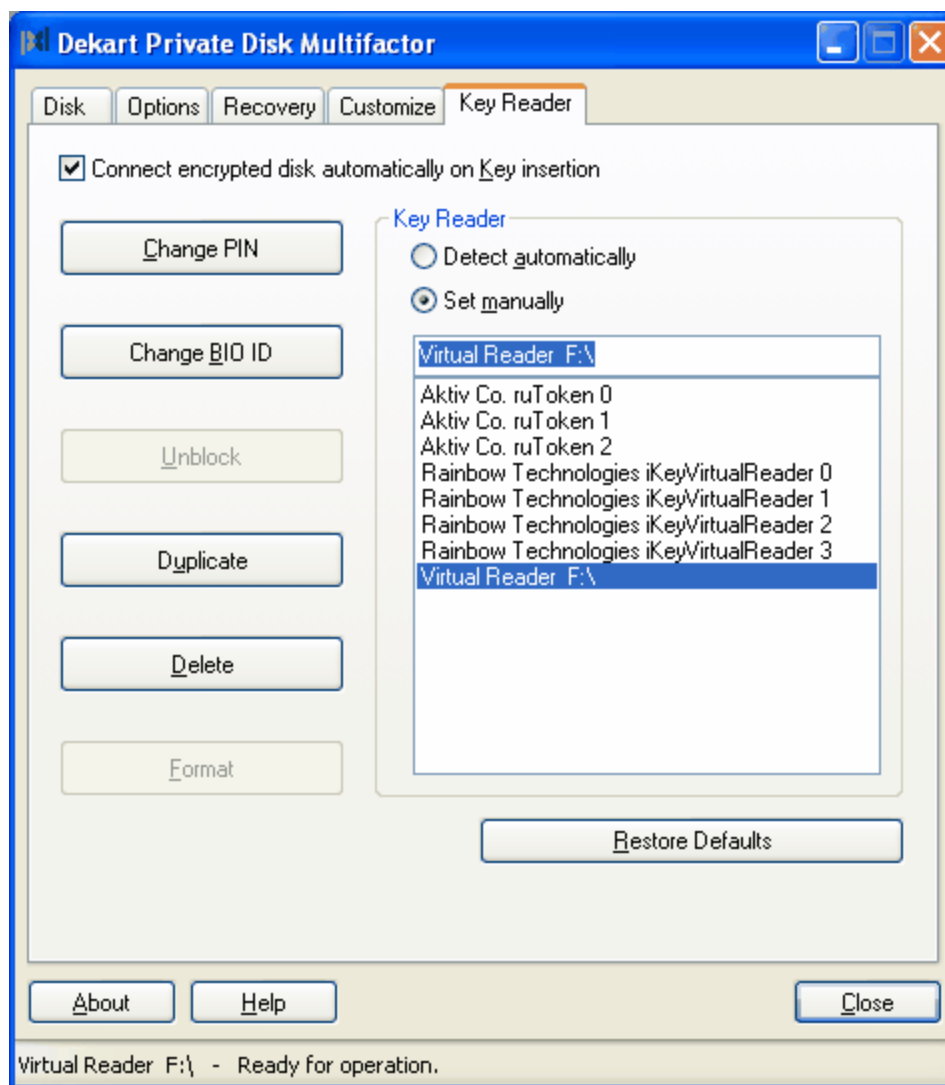 Dekart Private Disk Multifactor
Disk Options Recovery Customize Key Reader
Connect encrypted disk automatically on Key insertion
Change PIN
Change BIO ID
Unblock
Duplicate
Delete
Format
Key Reader
Detect automatically
Set manually
Virtual Reader F:\
Aktiv Co. ruToken 0
Aktiv Co. ruToken 1
Aktiv Co. ruToken 2
Rainbow Technologies iKeyVirtualReader 0
Rainbow Technologies iKeyVirtualReader 1
Rainbow Technologies iKeyVirtualReader 2
Rainbow Technologies iKeyVirtualReader 3
Virtual Reader F:\
Restore Defaults
About Help Close
Virtual Reader F:\ - Ready for operation.